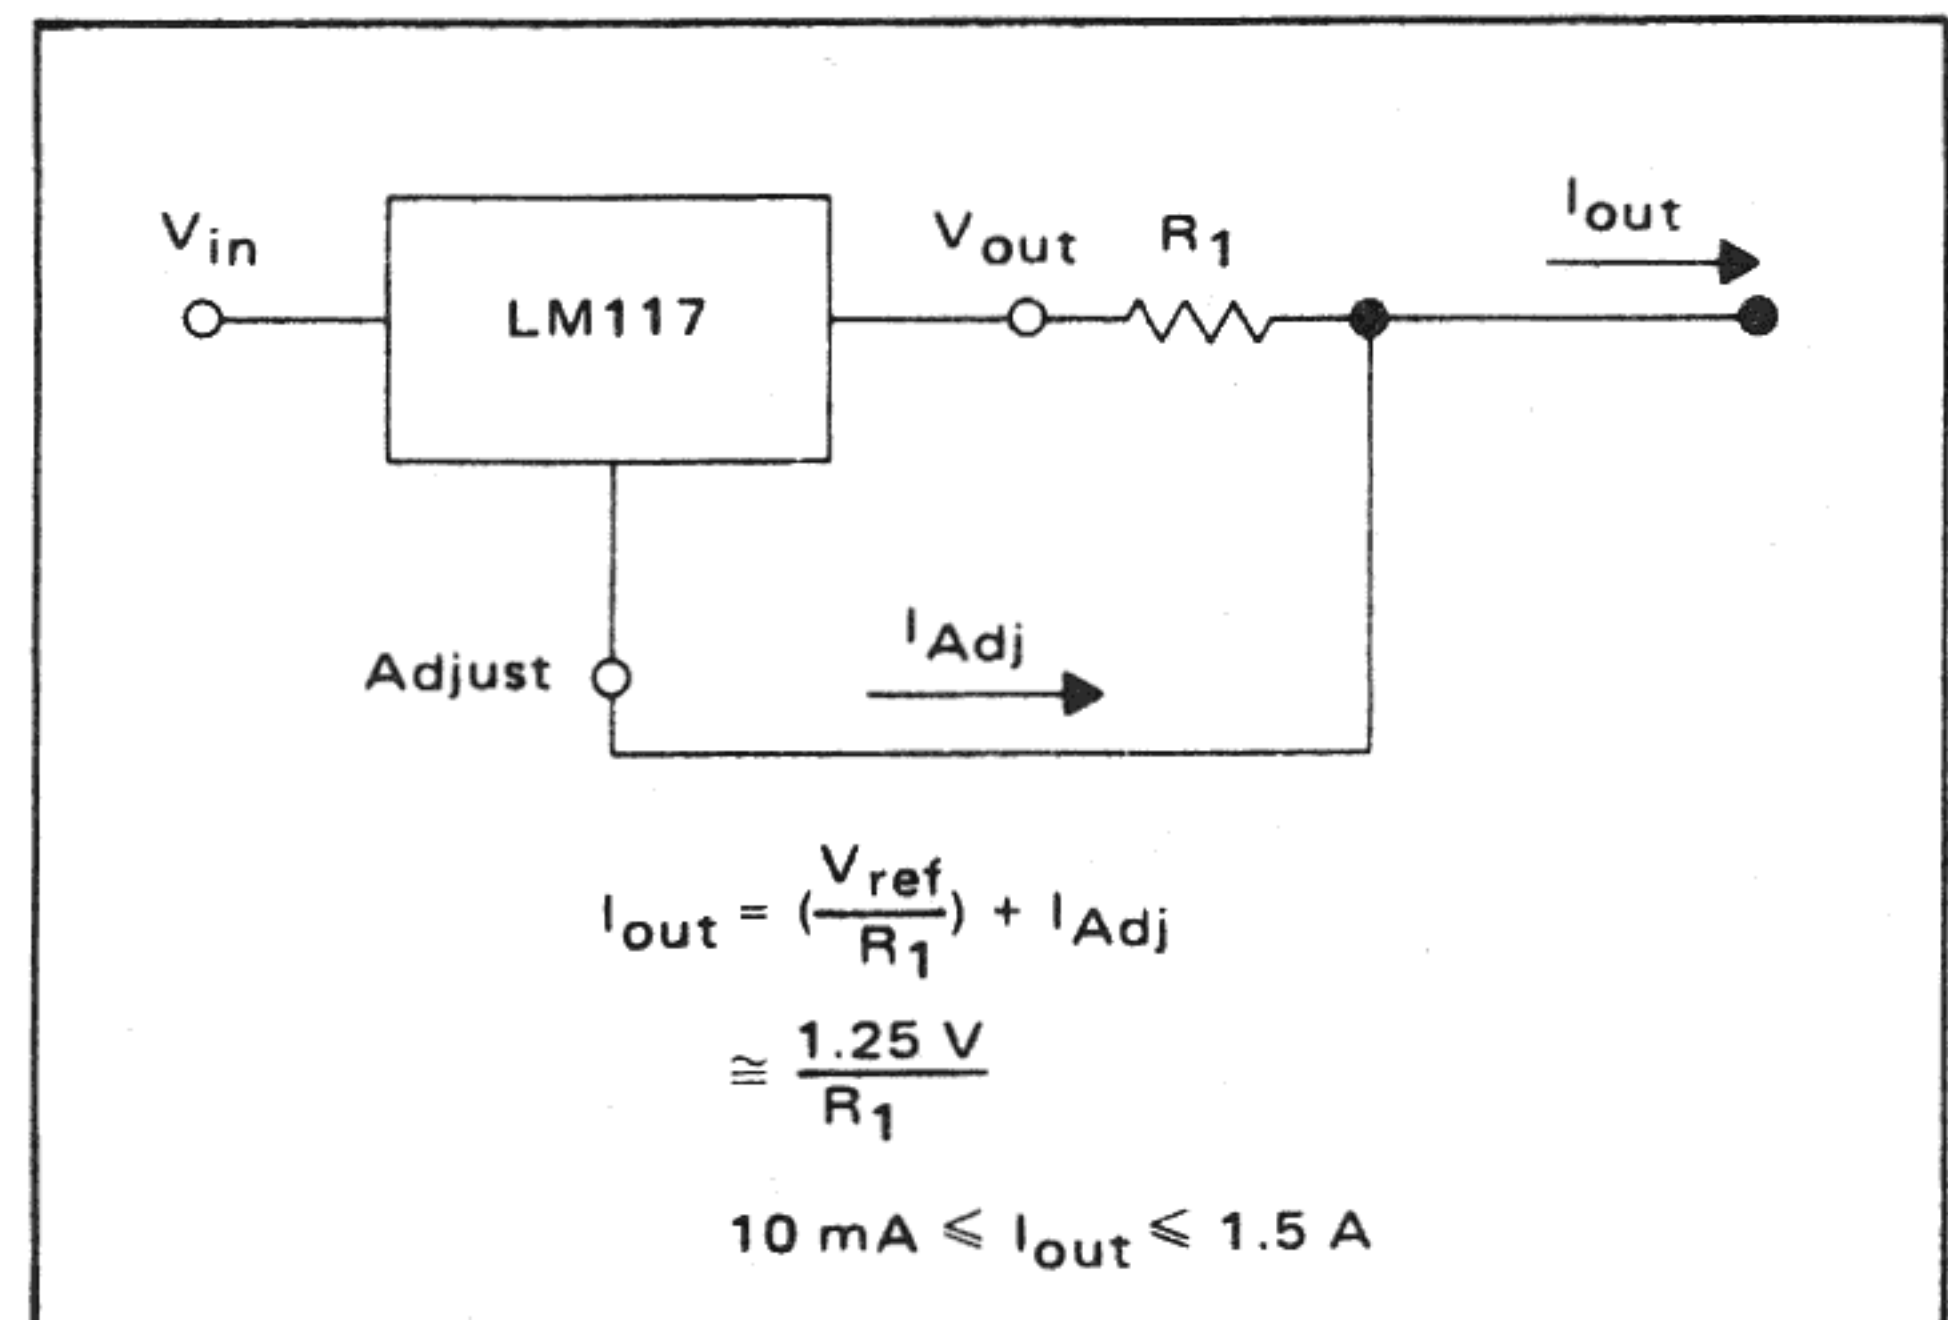 Vin
LM117
Vout
R1
Iout
Adjust
IAdj
Iout = (Vref/R1) + IAdj
≅ 1.25 V/R1
10 mA ⩽ Iout ⩽ 1.5 A